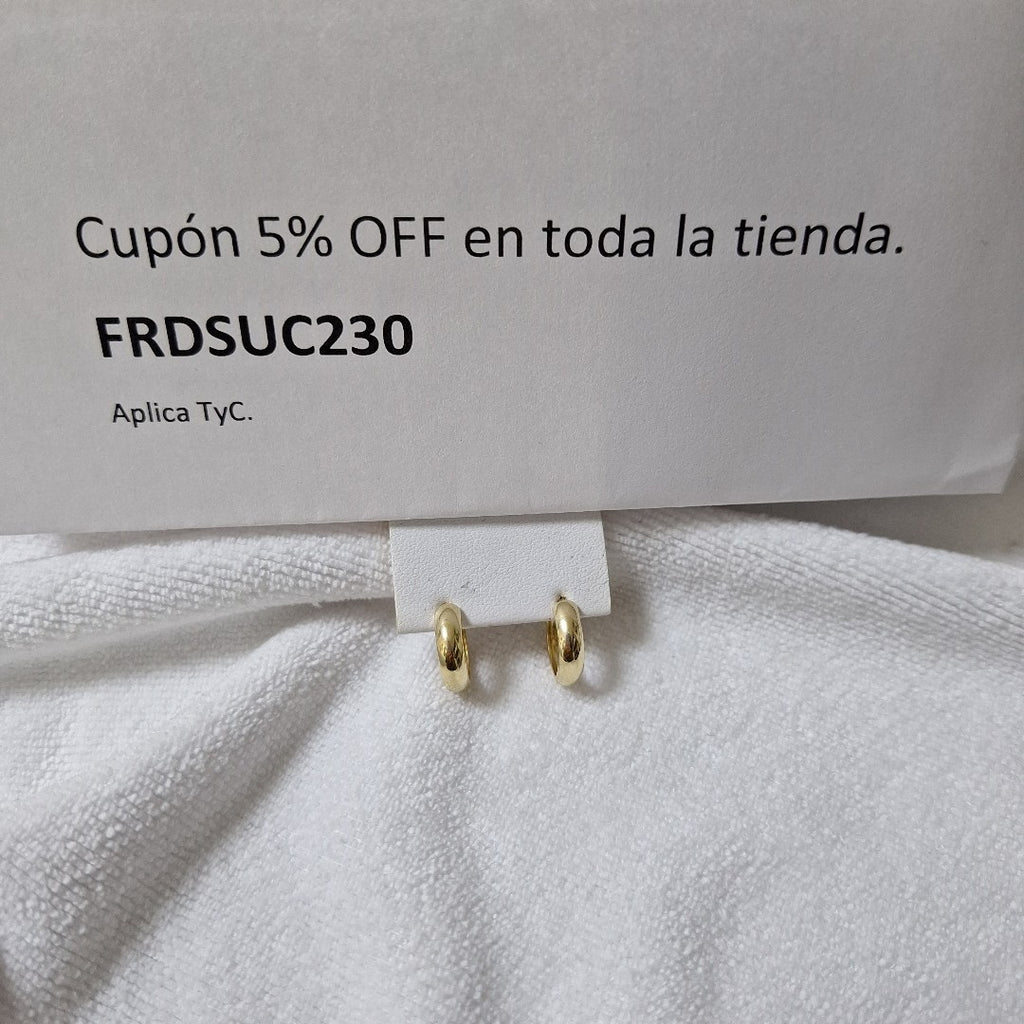 Cupón 5% OFF en toda la tienda.
FRDSUC230
Aplica TyC.